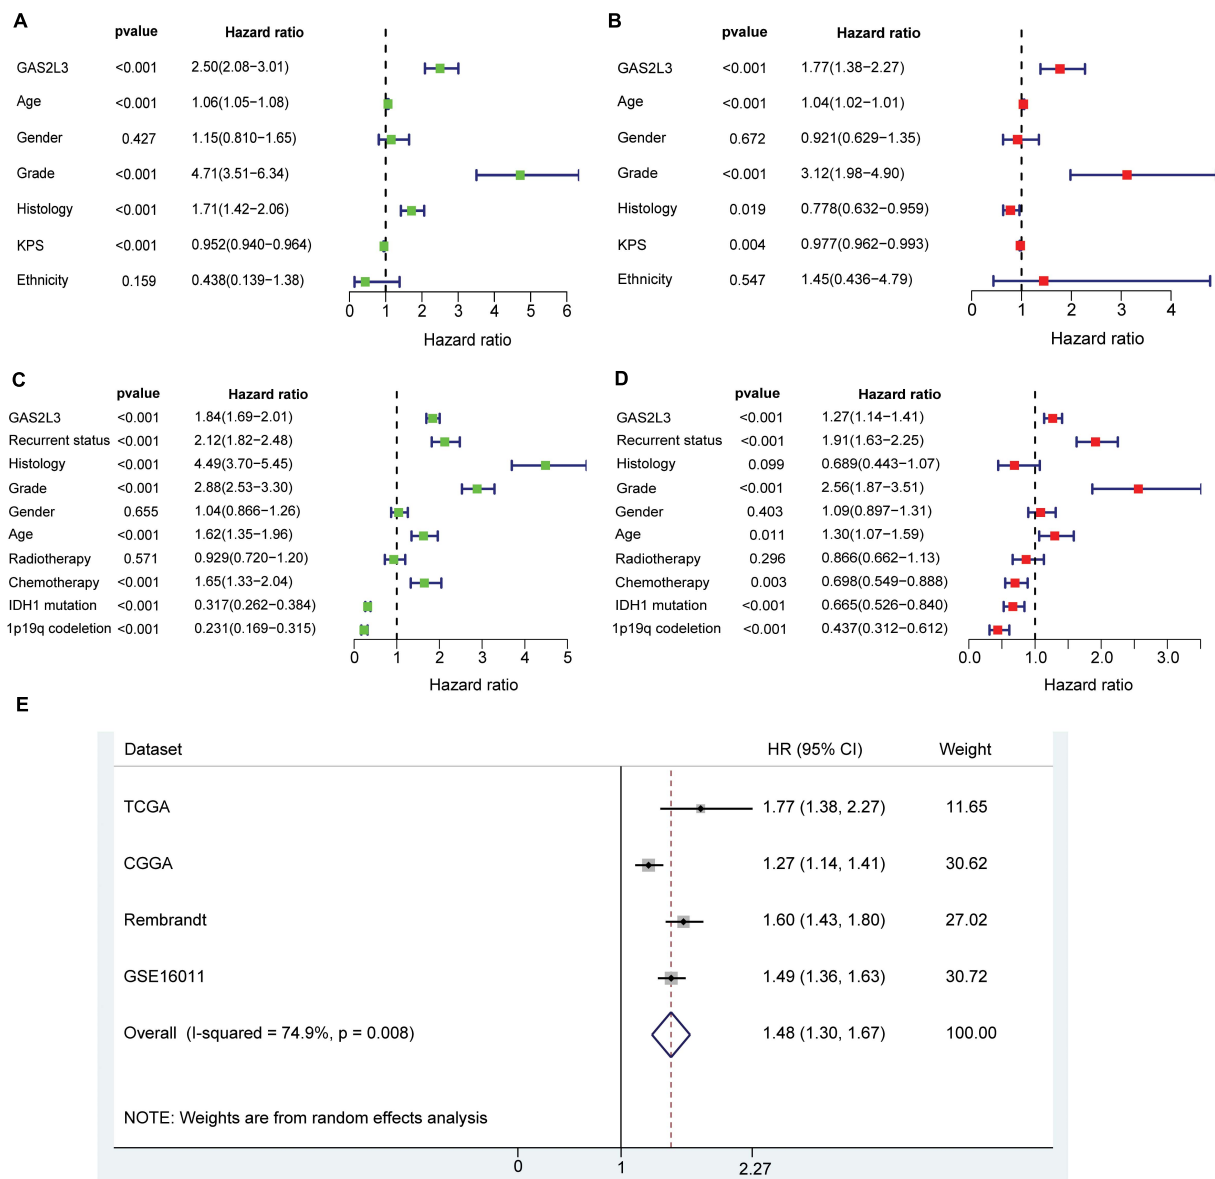 A
pvalue Hazard ratio
GAS2L3 <0.001 2.50(2.08−3.01)
Age <0.001 1.06(1.05−1.08)
Gender 0.427 1.15(0.810−1.65)
Grade <0.001 4.71(3.51−6.34)
Histology <0.001 1.71(1.42−2.06)
KPS <0.001 0.952(0.940−0.964)
Ethnicity 0.159 0.438(0.139−1.38)
0 1 2 3 4 5 6
Hazard ratio
B
pvalue Hazard ratio
GAS2L3 <0.001 1.77(1.38−2.27)
Age <0.001 1.04(1.02−1.01)
Gender 0.672 0.921(0.629−1.35)
Grade <0.001 3.12(1.98−4.90)
Histology 0.019 0.778(0.632−0.959)
KPS 0.004 0.977(0.962−0.993)
Ethnicity 0.547 1.45(0.436−4.79)
0 1 2 3 4
Hazard ratio
C
pvalue Hazard ratio
GAS2L3 <0.001 1.84(1.69−2.01)
Recurrent status <0.001 2.12(1.82−2.48)
Histology <0.001 4.49(3.70−5.45)
Grade <0.001 2.88(2.53−3.30)
Gender 0.655 1.04(0.866−1.26)
Age <0.001 1.62(1.35−1.96)
Radiotherapy 0.571 0.929(0.720−1.20)
Chemotherapy <0.001 1.65(1.33−2.04)
IDH1 mutation <0.001 0.317(0.262−0.384)
1p19q codeletion <0.001 0.231(0.169−0.315)
0 1 2 3 4 5
Hazard ratio
D
pvalue Hazard ratio
GAS2L3 <0.001 1.27(1.14−1.41)
Recurrent status <0.001 1.91(1.63−2.25)
Histology 0.099 0.689(0.443−1.07)
Grade <0.001 2.56(1.87−3.51)
Gender 0.403 1.09(0.897−1.31)
Age 0.011 1.30(1.07−1.59)
Radiotherapy 0.296 0.866(0.662−1.13)
Chemotherapy 0.003 0.698(0.549−0.888)
IDH1 mutation <0.001 0.665(0.526−0.840)
1p19q codeletion <0.001 0.437(0.312−0.612)
0.0 1.0 2.0 3.0
Hazard ratio
E
Dataset HR (95% CI) Weight
TCGA 1.77 (1.38, 2.27) 11.65
CGGA 1.27 (1.14, 1.41) 30.62
Rembrandt 1.60 (1.43, 1.80) 27.02
GSE16011 1.49 (1.36, 1.63) 30.72
Overall (I-squared = 74.9%, p = 0.008) 1.48 (1.30, 1.67) 100.00
NOTE: Weights are from random effects analysis
0 1 2.27